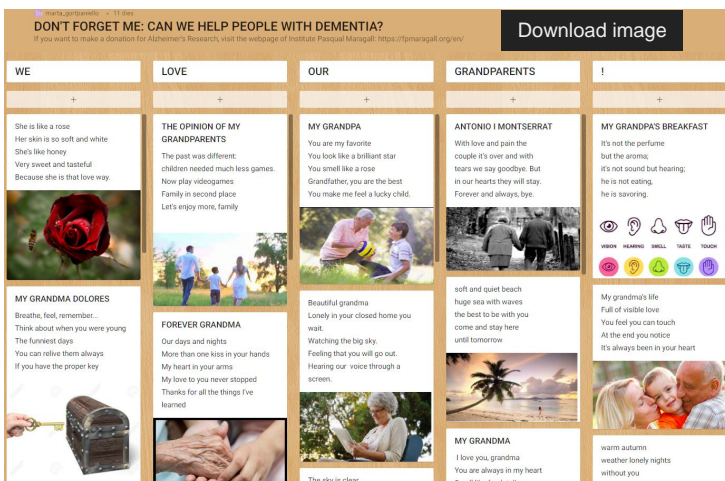 marta_gortpaniello • 11 dies
DON'T FORGET ME: CAN WE HELP PEOPLE WITH DEMENTIA?
If you want to make a donation for Alzheimer's Research, visit the webpage of Institute Pasqual Maragall: https://fpmaragall.org/en/
Download image
WE
+
She is like a rose
Her skin is so soft and white
She's like honey
Very sweet and tasteful
Because she is that love way.
MY GRANDMA DOLORES
Breathe, feel, remember...
Think about when you were young
The funniest days
You can relive them always
If you have the proper key
LOVE
+
THE OPINION OF MY
GRANDPARENTS
The past was different:
children needed much less games.
Now play videogames
Family in second place
Let's enjoy more, family
FOREVER GRANDMA
Our days and nights
More than one kiss in your hands
My heart in your arms
My love to you never stopped
Thanks for all the things I've
learned
OUR
+
MY GRANDPA
You are my favorite
You look like a brilliant star
You smell like a rose
Grandfather, you are the best
You make me feel a lucky child.
Beautiful grandma
Lonely in your closed home you
wait.
Watching the big sky.
Feeling that you will go out.
Hearing our voice through a
screen.
The sky is clear
GRANDPARENTS
+
ANTONIO I MONTSERRAT
With love and pain the
couple it's over and with
tears we say goodbye. But
in our hearts they will stay.
Forever and always, bye.
soft and quiet beach
huge sea with waves
the best to be with you
come and stay here
until tomorrow
MY GRANDMA
I love you, grandma
You are always in my heart
!
+
MY GRANDPA'S BREAKFAST
It's not the perfume
but the aroma;
it's not sound but hearing;
he is not eating,
he is savoring.
VISION HEARING SMELL TASTE TOUCH
My grandma's life
Full of visible love
You feel you can touch
At the end you notice
It's always been in your heart
warm autumn
weather lonely nights
without you